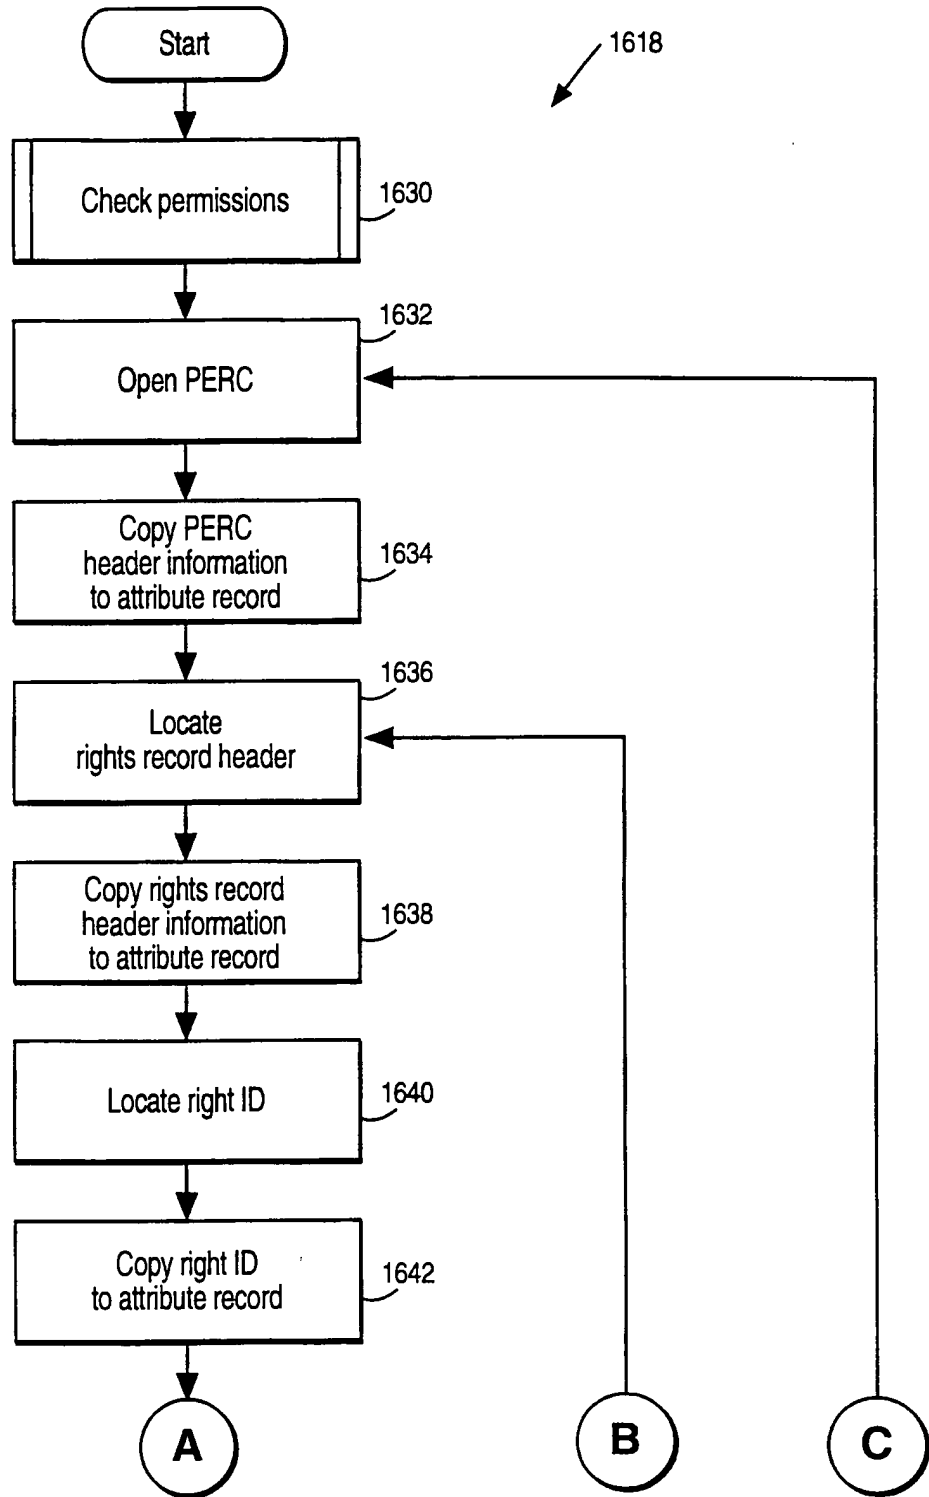 Start
1618
Check permissions
1630
1632
Open PERC
Copy PERC
header information
to attribute record
1634
1636
Locate
rights record header
Copy rights record
header information
to attribute record
1638
Locate right ID
1640
Copy right ID
to attribute record
1642
A
B
C